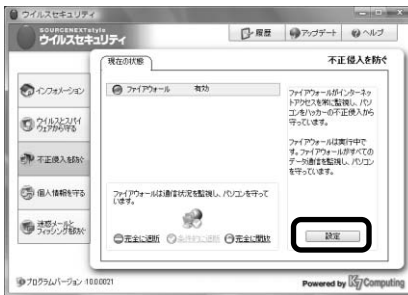 ウイルスセキュリティ
SOURCENEXTstyle
ウイルスセキュリティ
履歴
アップデート
ヘルプ
現在の状態
不正侵入を防ぐ
インフォメーション
ウイルスとスパイ
ウェアから守る
不正侵入を防ぐ
個人情報を守る
迷惑メールと
フィッシングを防ぐ
ファイアウォール 有効
ファイアウォールは通信状況を監視し、パソコンを守って
います。
完全に遮断 条件的に遮断 完全に開放
ファイアウォールがインターネッ
トアクセスを常に監視し、パソ
コンをハッカーの不正侵入から
守っています。
ファイアウォールは実行中で
す。ファイアウォールがすべての
データ通信を監視し、パソコン
を守っています。
設定
プログラムバージョン :10.0.0021
Powered by K7 Computing